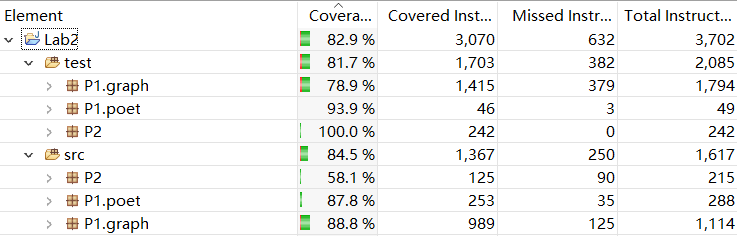 Element Covera... Covered Inst... Missed Instr... Total Instruct...
Lab2 82.9 % 3,070 632 3,702
test 81.7 % 1,703 382 2,085
P1.graph 78.9 % 1,415 379 1,794
P1.poet 93.9 % 46 3 49
P2 100.0 % 242 0 242
src 84.5 % 1,367 250 1,617
P2 58.1 % 125 90 215
P1.poet 87.8 % 253 35 288
P1.graph 88.8 % 989 125 1,114